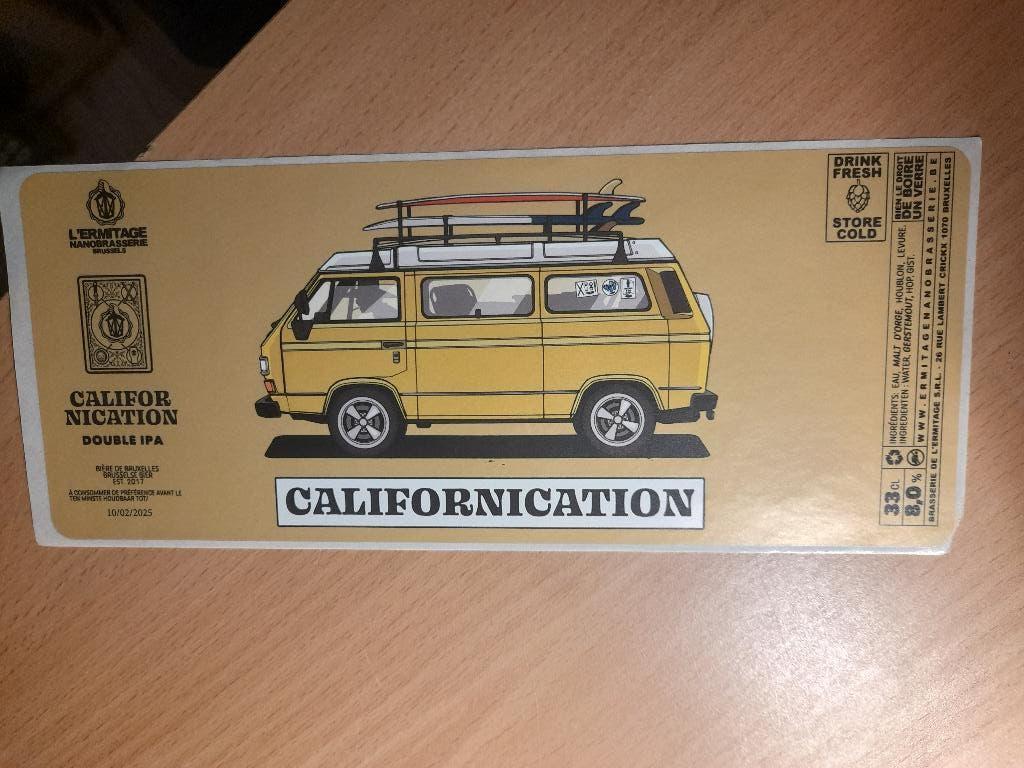 L'ERMITAGE
NANOBRASSERIE
BRUSSELS
CALIFOR
NICATION
DOUBLE IPA
BIÈRE DE BRUXELLES
BRUSSELSE BIER
EST. 2017
À CONSOMMER DE PRÉFÉRENCE AVANT LE
TEN MINSTE HOUDBAAR TOT/
10/02/2025
CALIFORNICATION
DRINK
FRESH
STORE
COLD
BIEN LE DROIT
DE BOIRE
UN VERRE
33 CL
8,0 %
INGRÉDIENTS: EAU, MALT D'ORGE, HOUBLON, LEVURE.
INGREDIENTEN: WATER, GERSTEMOUT, HOP, GIST.
WWW.ERMITAGENANOBRASSERIE.BE
BRASSERIE DE L'ERMITAGE S.R.L. - 26 RUE LAMBERT CRICKX 1070 BRUXELLES